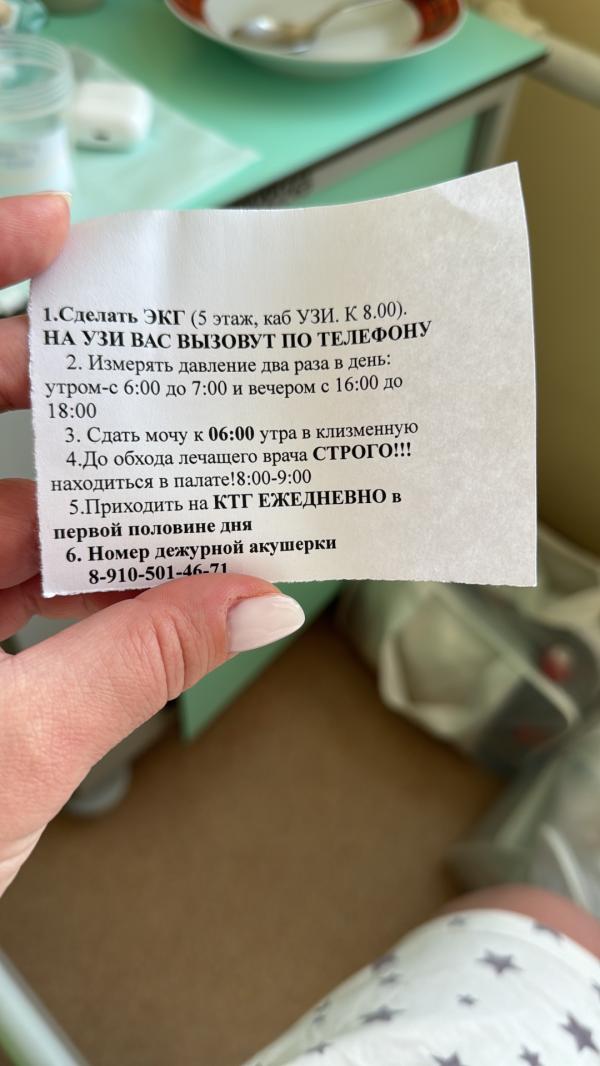 1.Сделать ЭКГ (5 этаж, каб УЗИ. К 8.00).
НА УЗИ ВАС ВЫЗОВУТ ПО ТЕЛЕФОНУ
2. Измерять давление два раза в день:
утром-с 6:00 до 7:00 и вечером с 16:00 до
18:00
3. Сдать мочу к 06:00 утра в клизменную
4.До обхода лечащего врача СТРОГО!!!
находиться в палате!8:00-9:00
5.Приходить на КТГ ЕЖЕДНЕВНО в
первой половине дня
6. Номер дежурной акушерки
8-910-501-46-71